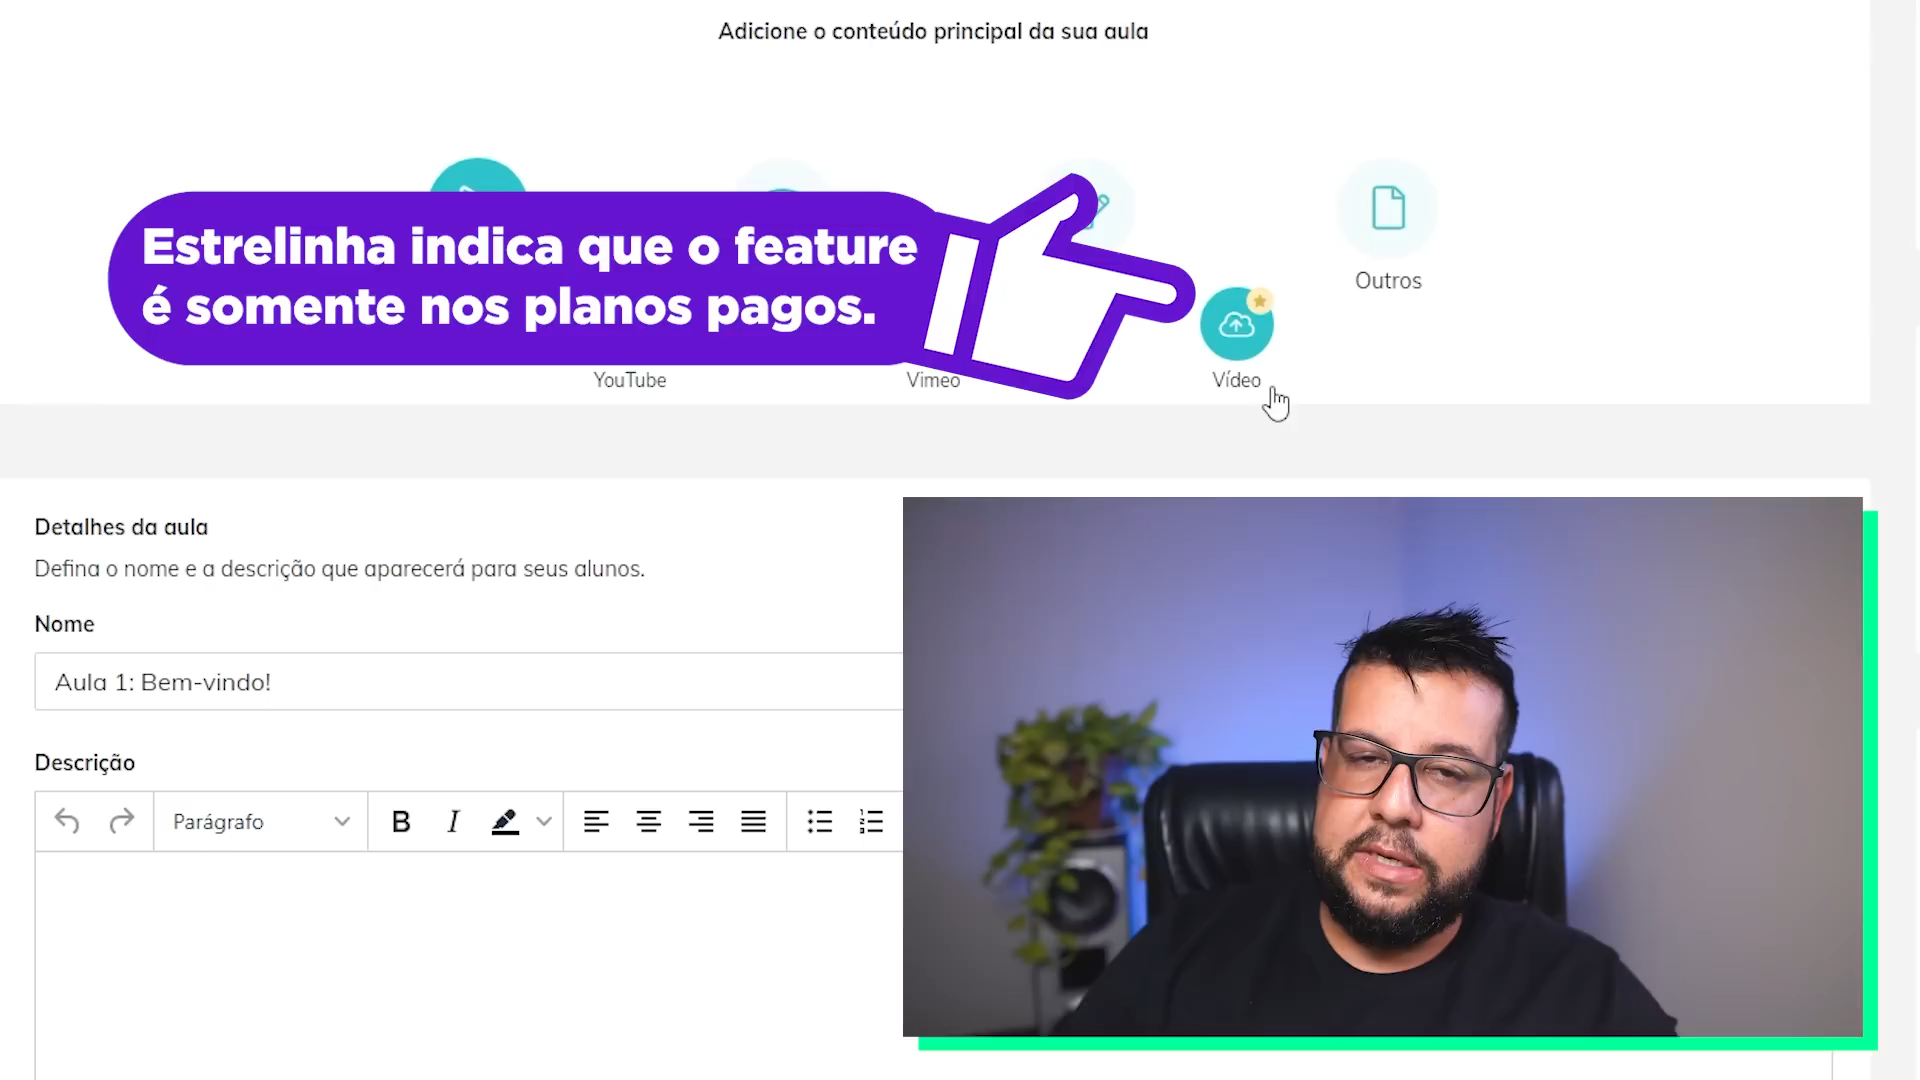 Adicione o conteúdo principal da sua aula
Estrelinha indica que o feature
é somente nos planos pagos.
Outros
YouTube
Vimeo
Vídeo
Detalhes da aula
Defina o nome e a descrição que aparecerá para seus alunos.
Nome
Aula 1: Bem-vindo!
Descrição
Parágrafo
B I